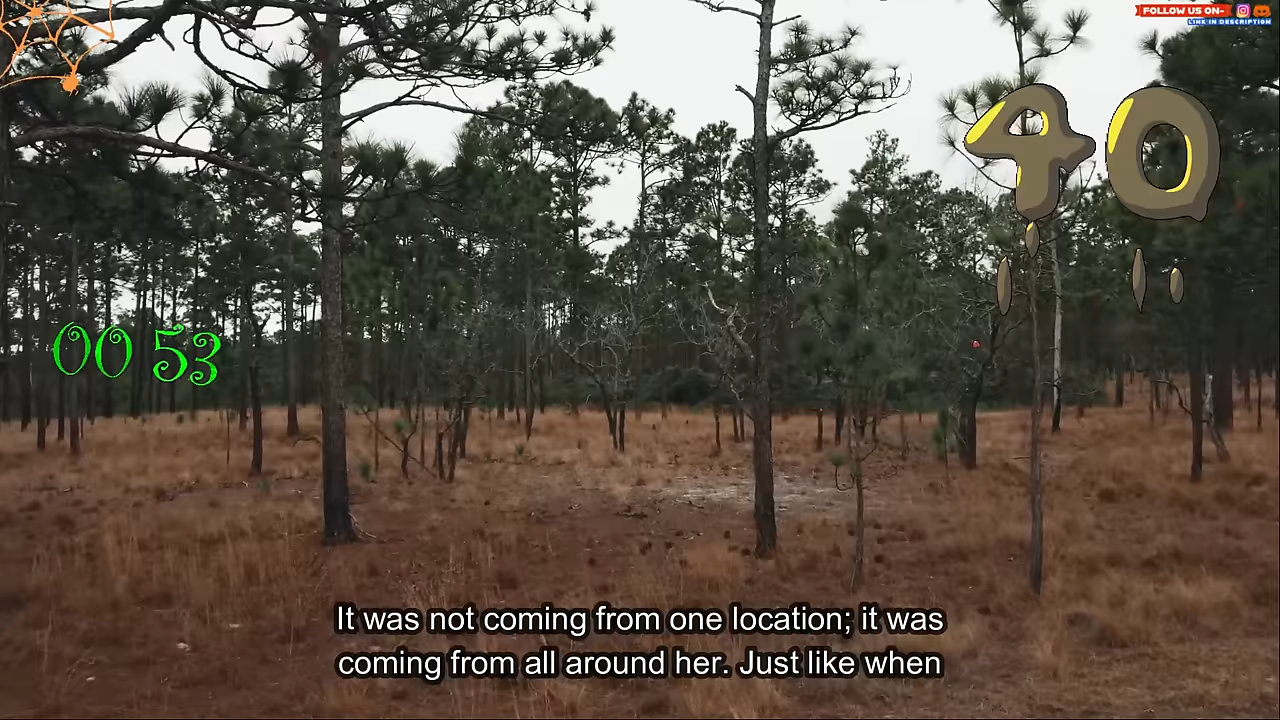 FOLLOW US ON-
LINK IN DESCRIPTION
40
00 53
It was not coming from one location; it was
coming from all around her. Just like when